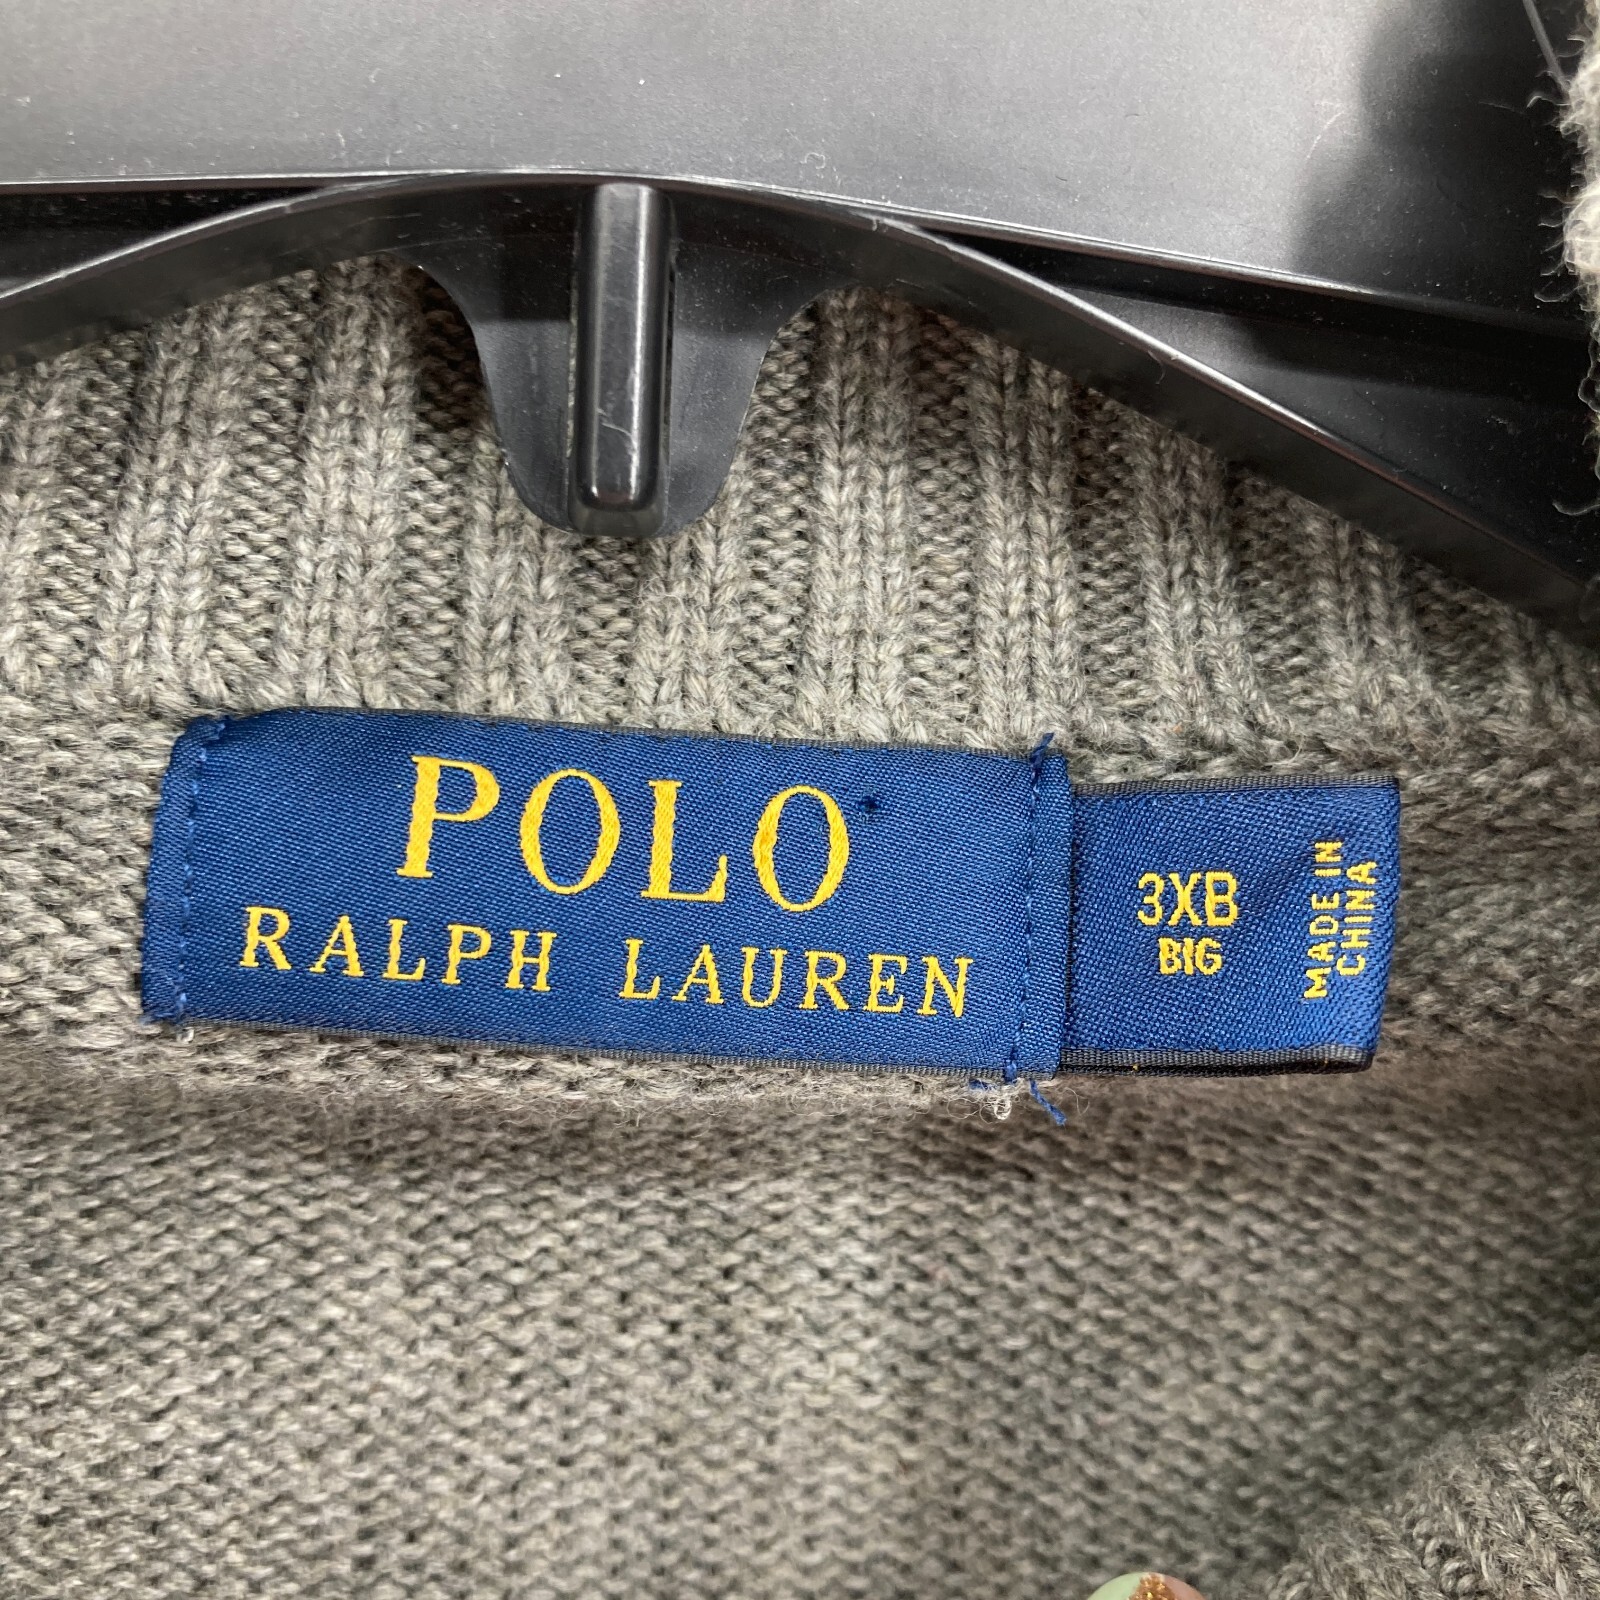 POLO
RALPH LAUREN
3XB
BIG
MADE IN
CHINA